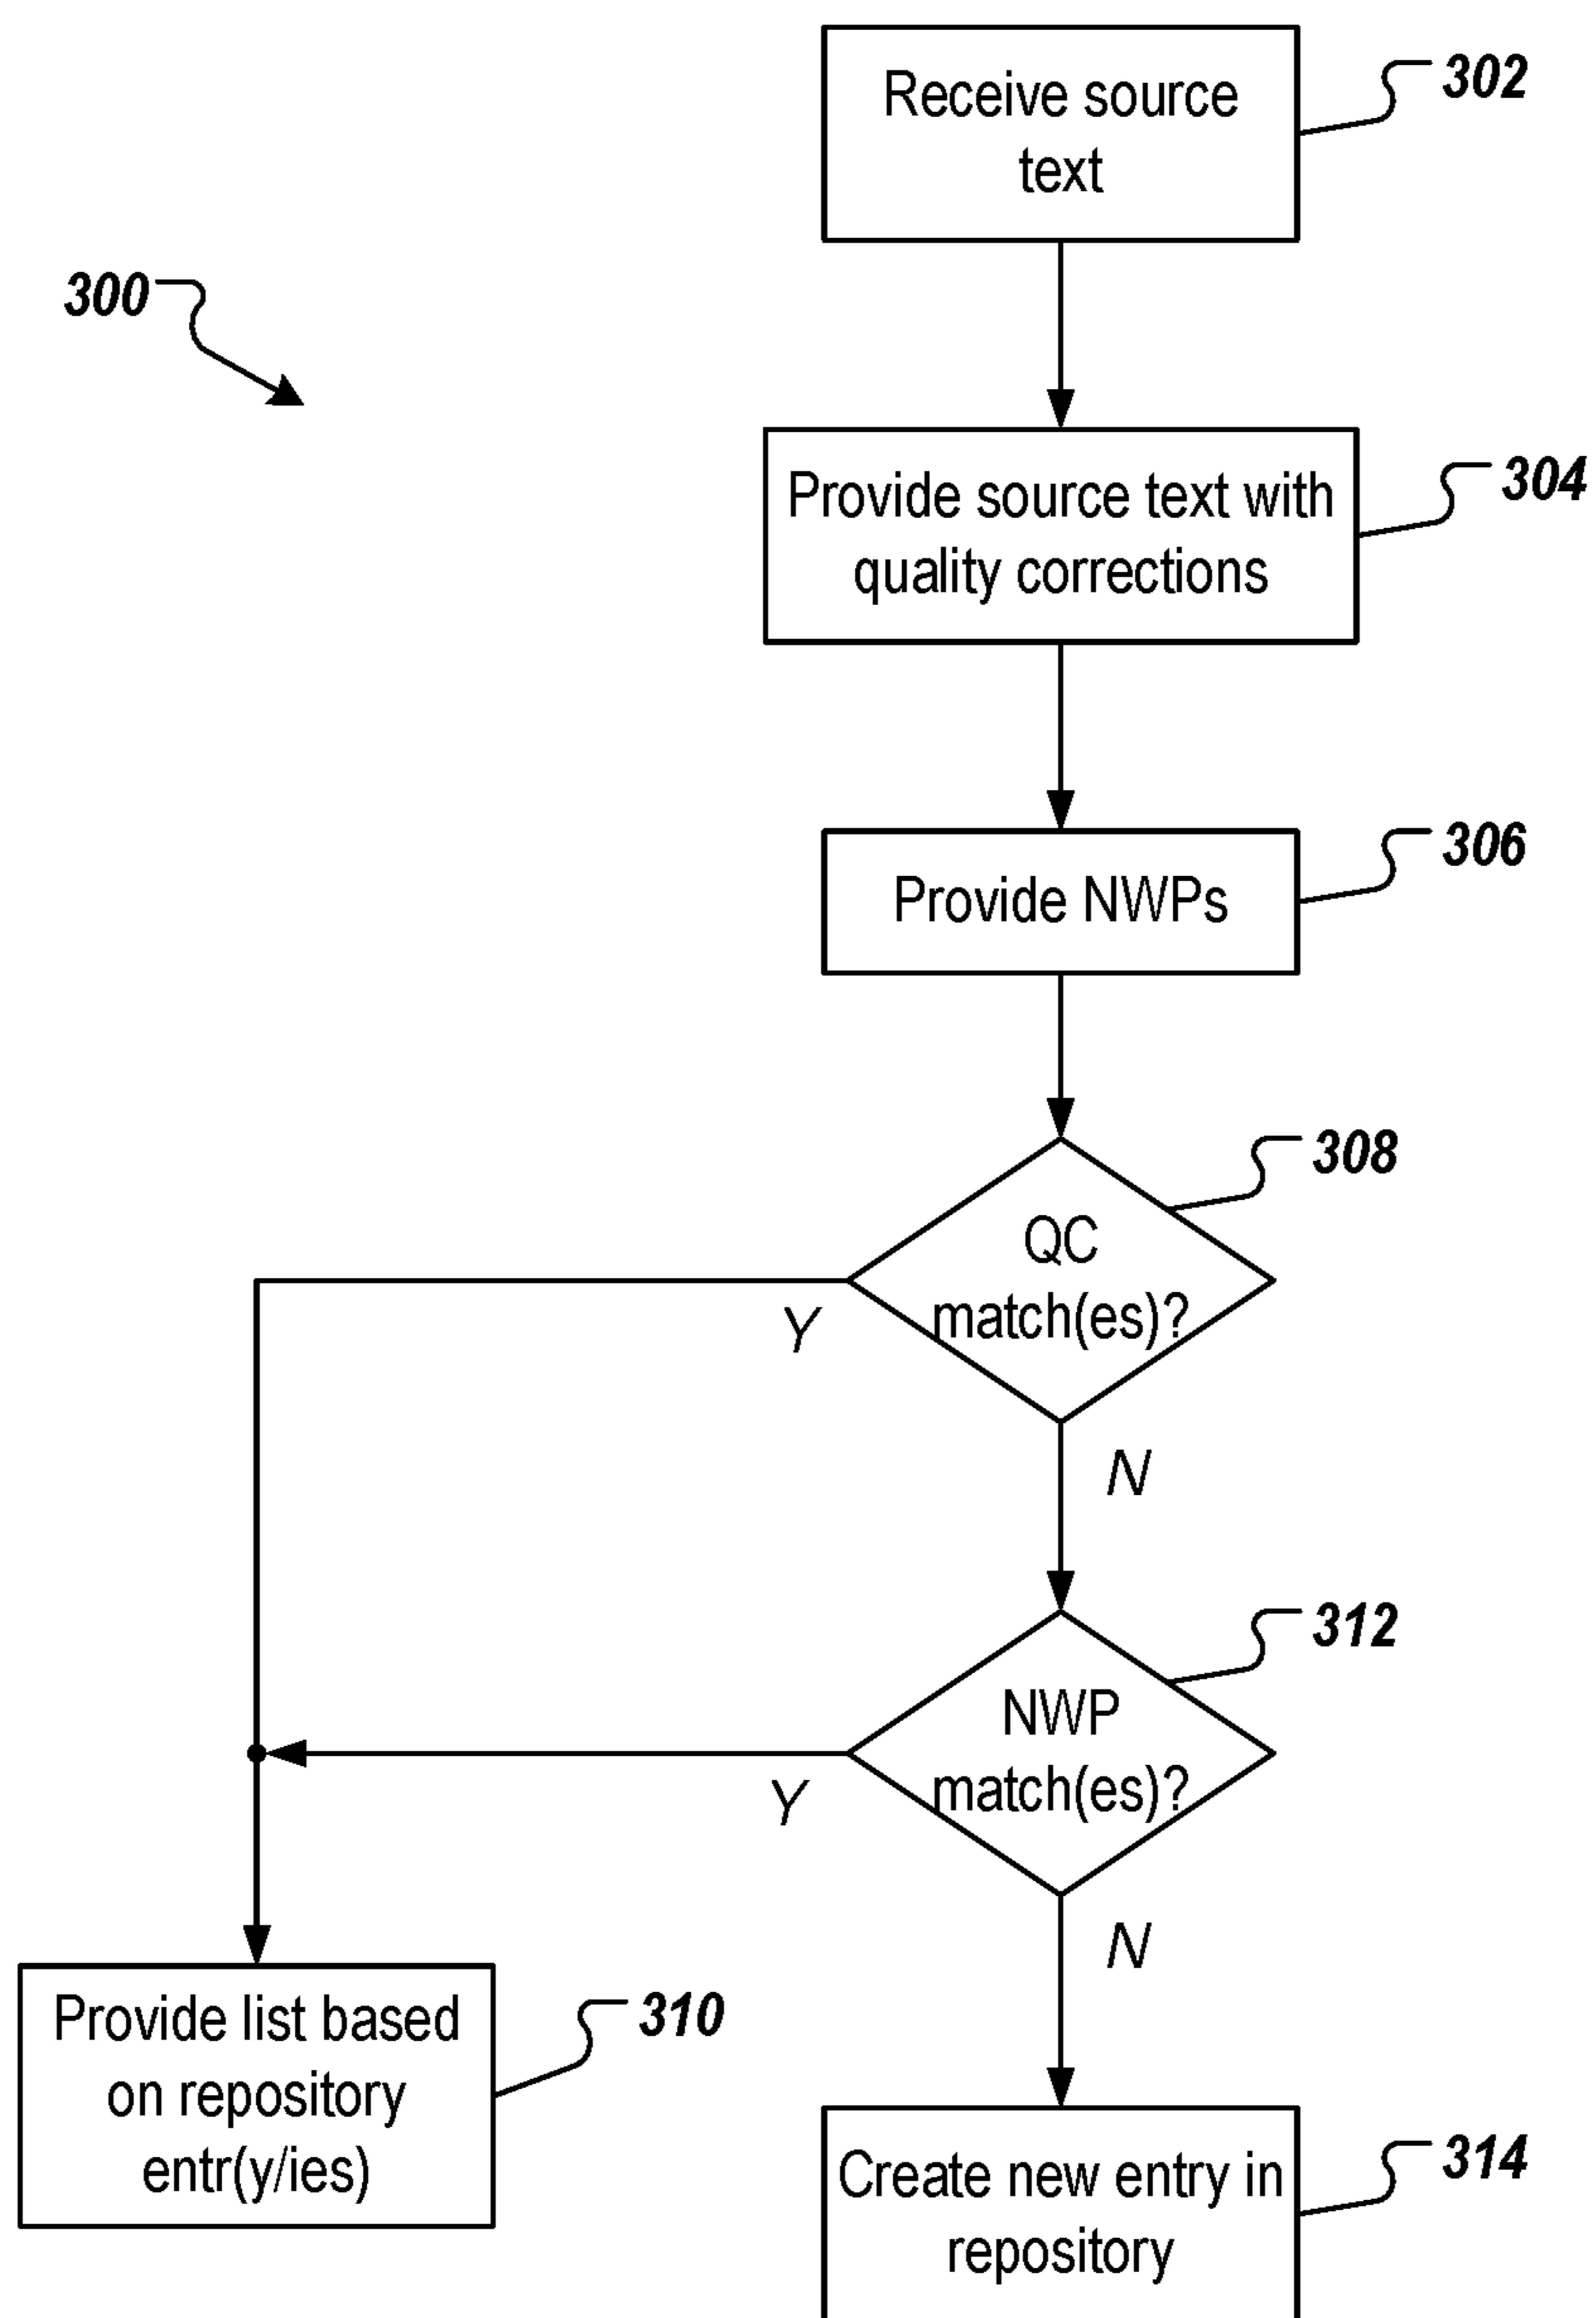 Receive source
text
302
300
Provide source text with
quality corrections
304
Provide NWPs
306
QC
match(es)?
308
Y
N
NWP
match(es)?
312
Y
N
Provide list based
on repository
entr(y/ies)
310
Create new entry in
repository
314